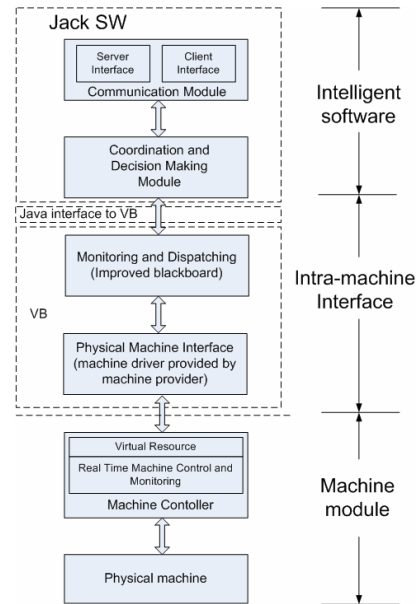 Jack SW
Server
Interface
Client
Interface
Communication Module
Intelligent
software
Coordination and
Decision Making
Module
Java interface to VB
Monitoring and Dispatching
(Improved blackboard)
Intra-machine
Interface
VB
Physical Machine Interface
(machine driver provided by
machine provider)
Virtual Resource
Real Time Machine Control and
Monitoring
Machine Contoller
Machine
module
Physical machine